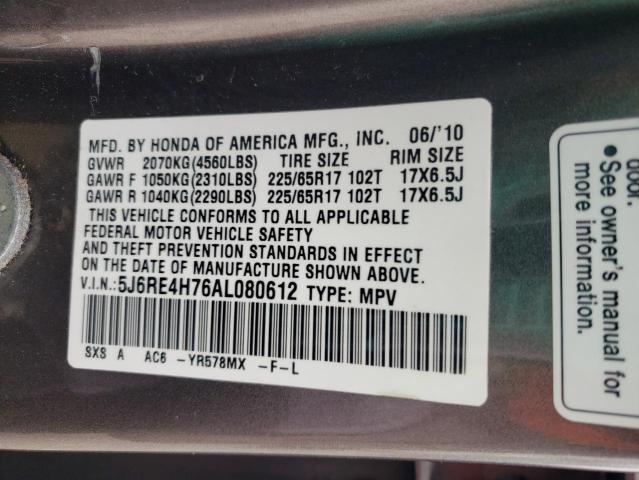 MFD. BY HONDA OF AMERICA MFG., INC. 06/'10
GVWR 2070KG(4560LBS) TIRE SIZE RIM SIZE
GAWR F 1050KG(2310LBS) 225/65R17 102T 17X6.5J
GAWR R 1040KG(2290LBS) 225/65R17 102T 17X6.5J
THIS VEHICLE CONFORMS TO ALL APPLICABLE
FEDERAL MOTOR VEHICLE SAFETY
AND THEFT PREVENTION STANDARDS IN EFFECT
ON THE DATE OF MANUFACTURE SHOWN ABOVE.
V.I.N.:5J6RE4H76AL080612 TYPE: MPV
SXS A AC6 -YR578MX -F-L
door.
• See owner's manual for
more information.